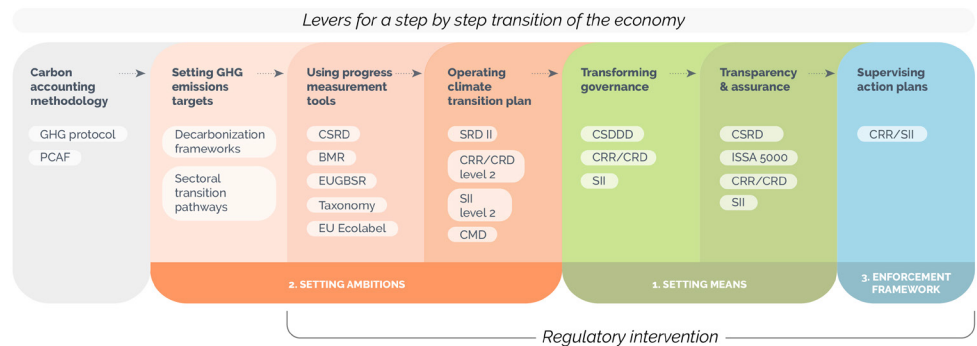 Levers for a step by step transition of the economy
Carbon
accounting
methodology
GHG protocol
PCAF
Setting GHG
emissions
targets
Decarbonization
frameworks
Sectoral
transition
pathways
Using progress
measurement
tools
CSRD
BMR
EUGBSR
Taxonomy
EU Ecolabel
Operating
climate
transition plan
SRD II
CRR/CRD
level 2
SII
level 2
CMD
Transforming
governance
CSDDD
CRR/CRD
SII
Transparency
& assurance
CSRD
ISSA 5000
CRR/CRD
SII
Supervising
action plans
CRR/SII
2. SETTING AMBITIONS
1. SETTING MEANS
3. ENFORCEMENT
FRAMEWORK
Regulatory intervention